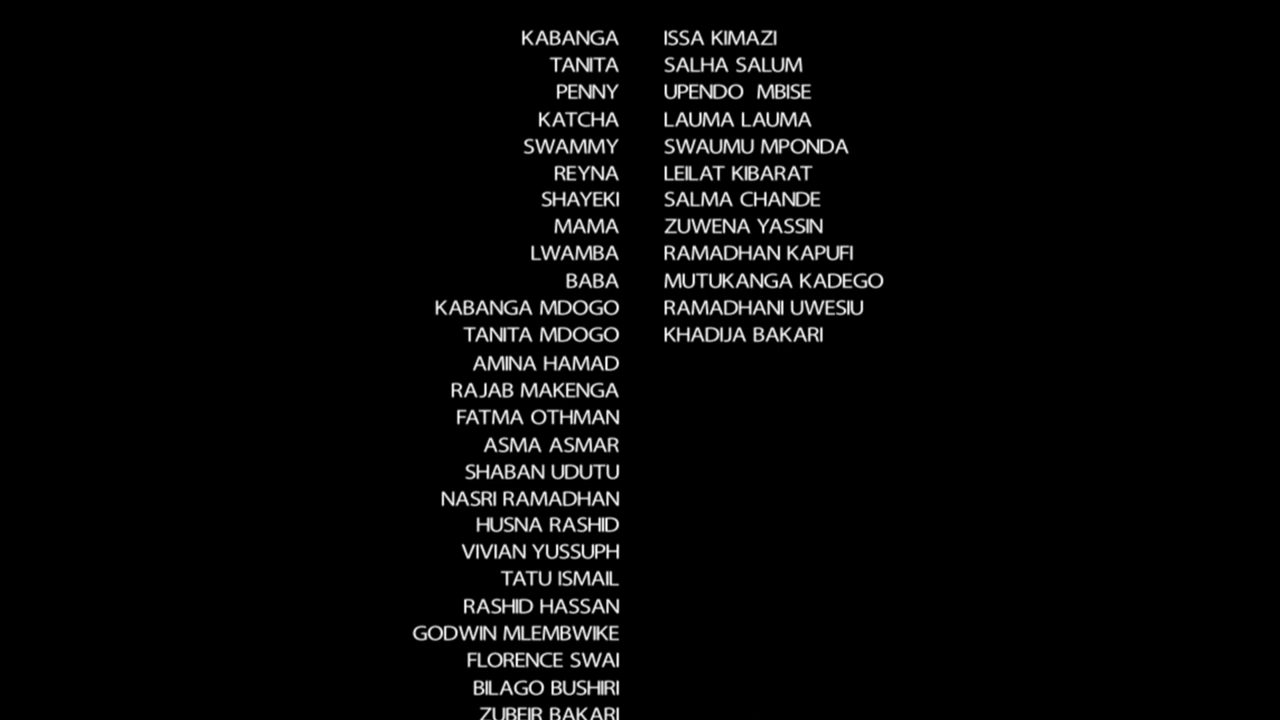 KABANGA ISSA KIMAZI
TANITA SALHA SALUM
PENNY UPENDO MBISE
KATCHA LAUMA LAUMA
SWAMMY SWAUMU MPONDA
REYNA LEILAT KIBARAT
SHAYEKI SALMA CHANDE
MAMA ZUWENA YASSIN
LWAMBA RAMADHAN KAPUFI
BABA MUTUKANGA KADEGO
KABANGA MDOGO RAMADHANI UWESIU
TANITA MDOGO KHADIJA BAKARI
AMINA HAMAD
RAJAB MAKENGA
FATMA OTHMAN
ASMA ASMAR
SHABAN UDUTU
NASRI RAMADHAN
HUSNA RASHID
VIVIAN YUSSUPH
TATU ISMAIL
RASHID HASSAN
GODWIN MLEMBWIKE
FLORENCE SWAI
BILAGO BUSHIRI
ZUBEIR BAKARI